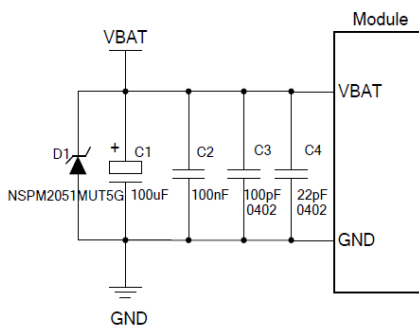 Module
VBAT
VBAT
D1
+
C1
C2
C3
C4
NSPM2051MUT5G
100uF
100nF
100pF
0402
22pF
0402
GND
GND